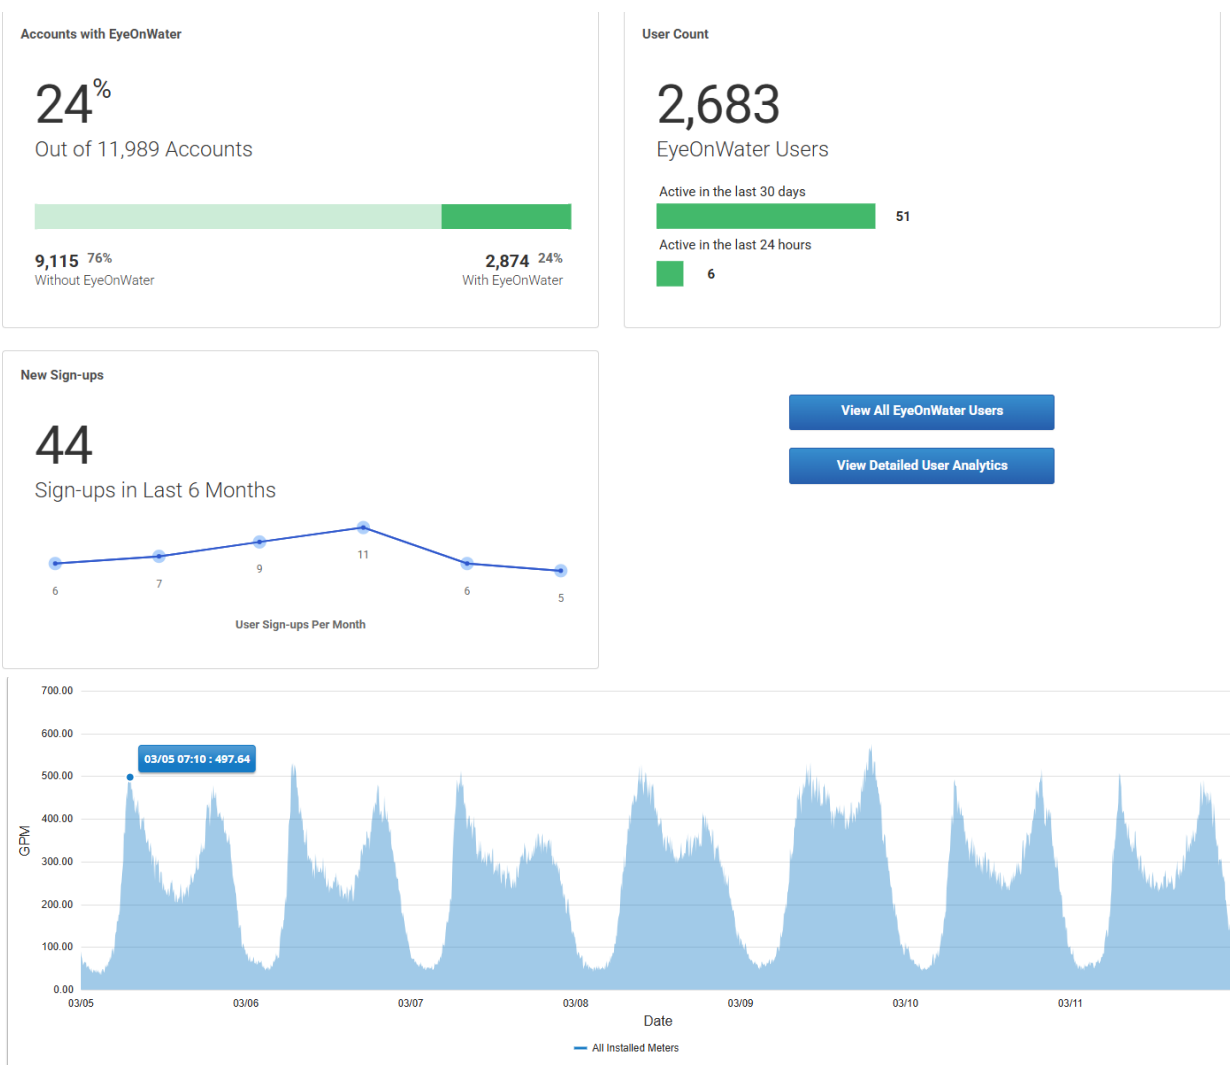 Accounts with EyeOnWater
24%
Out of 11,989 Accounts
9,115 76%
Without EyeOnWater
2,874 24%
With EyeOnWater
User Count
2,683
EyeOnWater Users
Active in the last 30 days
51
Active in the last 24 hours
6
New Sign-ups
44
Sign-ups in Last 6 Months
6
7
9
11
6
5
User Sign-ups Per Month
View All EyeOnWater Users
View Detailed User Analytics
700.00
600.00
500.00
400.00
300.00
200.00
100.00
0.00
GPM
03/05 07:10 : 497.64
03/05
03/06
03/07
03/08
03/09
03/10
03/11
Date
All Installed Meters